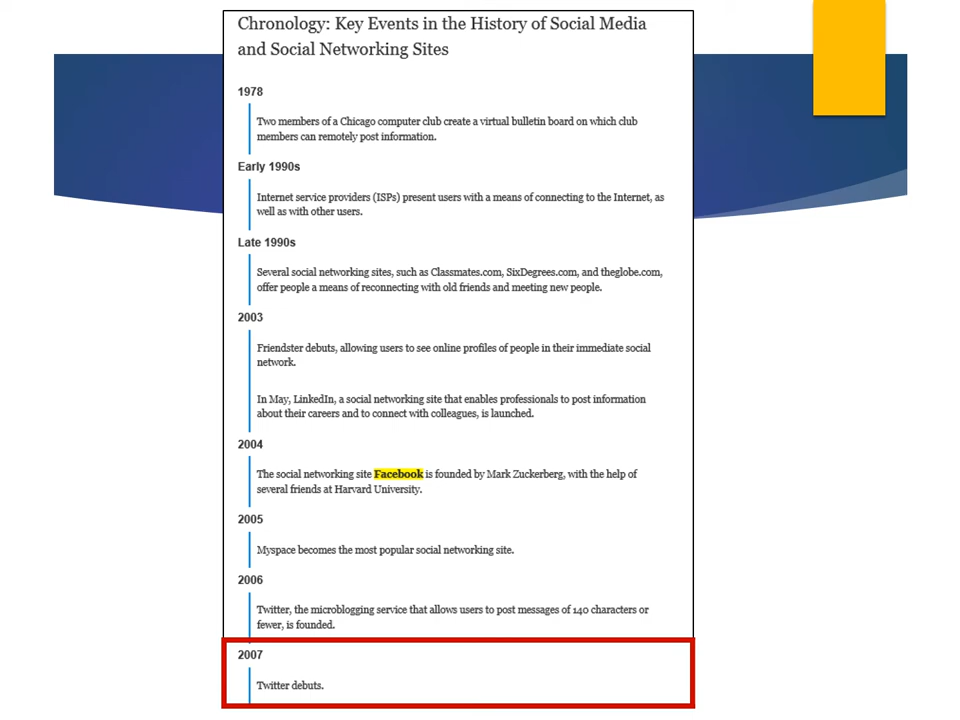 Chronology: Key Events in the History of Social Media
and Social Networking Sites
1978
Two members of a Chicago computer club create a virtual bulletin board on which club
members can remotely post information.
Early 1990s
Internet service providers (ISPs) present users with a means of connecting to the Internet, as
well as with other users.
Late 1990s
Several social networking sites, such as Classmates.com, SixDegrees.com, and theglobe.com,
offer people a means of reconnecting with old friends and meeting new people.
2003
Friendster debuts, allowing users to see online profiles of people in their immediate social
network.
In May, LinkedIn, a social networking site that enables professionals to post information
about their careers and to connect with colleagues, is launched.
2004
The social networking site Facebook is founded by Mark Zuckerberg, with the help of
several friends at Harvard University.
2005
Myspace becomes the most popular social networking site.
2006
Twitter, the microblogging service that allows users to post messages of 140 characters or
fewer, is founded.
2007
Twitter debuts.